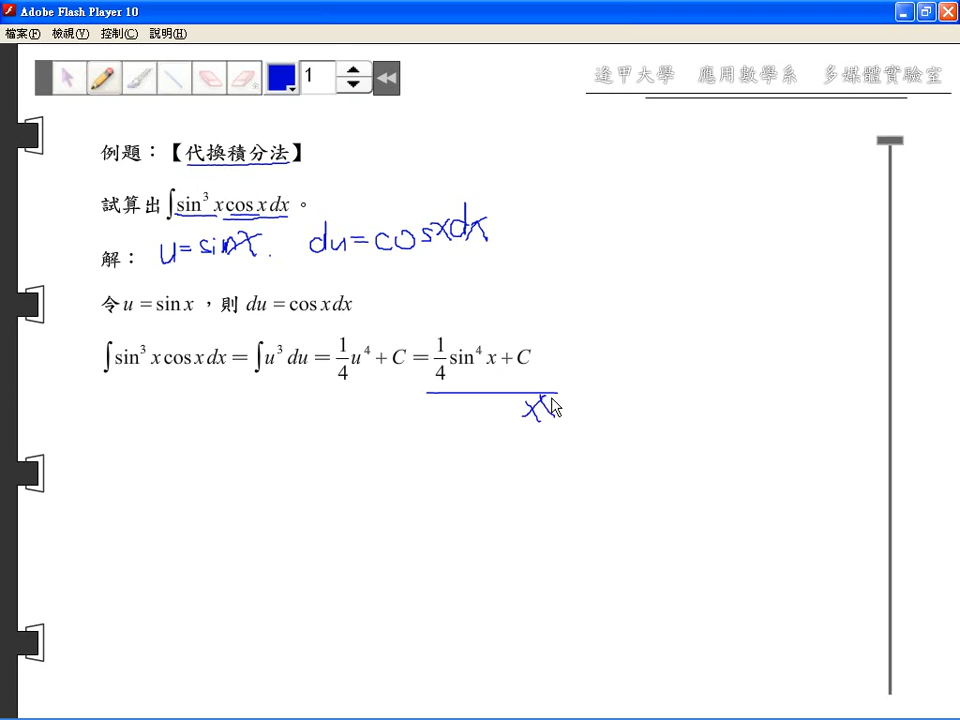 Adobe Flash Player 10
檔案(F) 檢視(V) 控制(C) 說明(H)
1
逢甲大學 應用數學系 多媒體實驗室
例題：【代換積分法】
試算出∫sin³ x cos x dx 。
u=sinx. du=cosxdx
解：
令 u = sin x ，則 du = cos x dx
∫sin³ x cos x dx = ∫u³ du = 1/4 u⁴ + C = 1/4 sin⁴ x + C